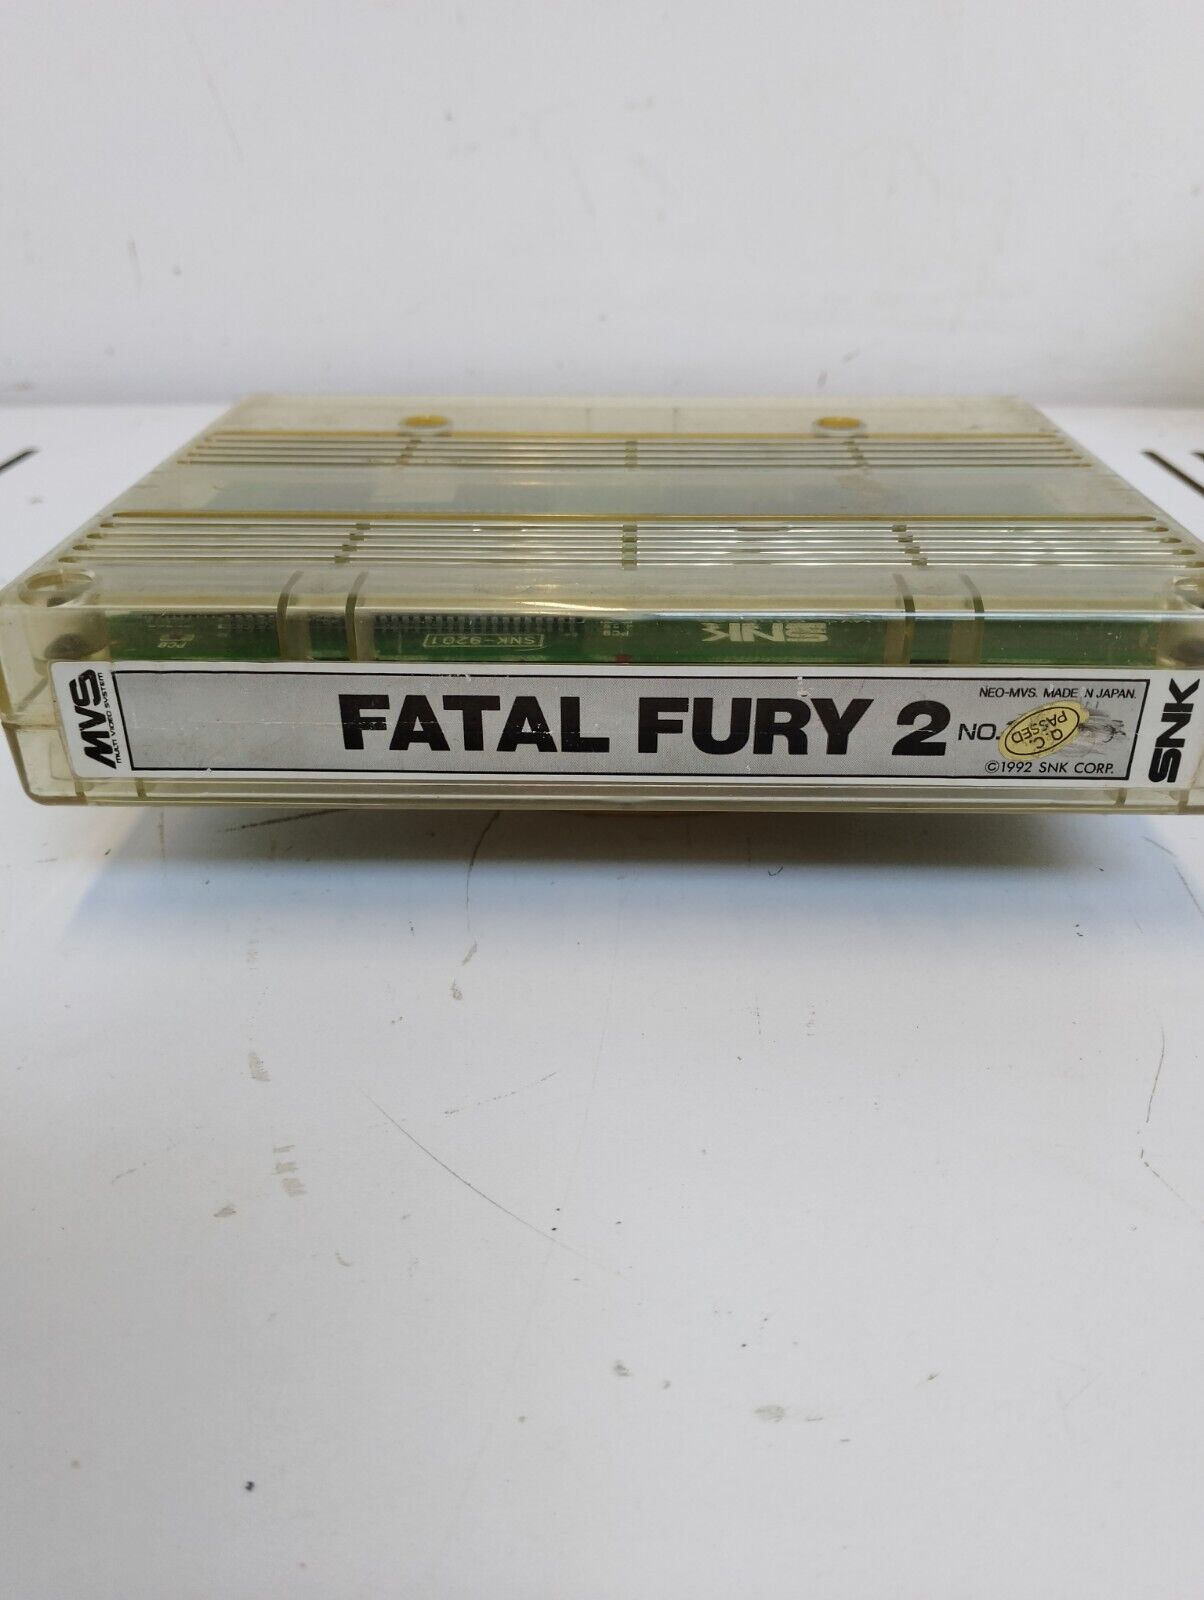 SNK-9201
SNK
MVS
MULTI VIDEO SYSTEM
FATAL FURY 2
NEO-MVS. MADE IN JAPAN.
NO.
Q.C.
PASSED
©1992 SNK CORP.
SNK